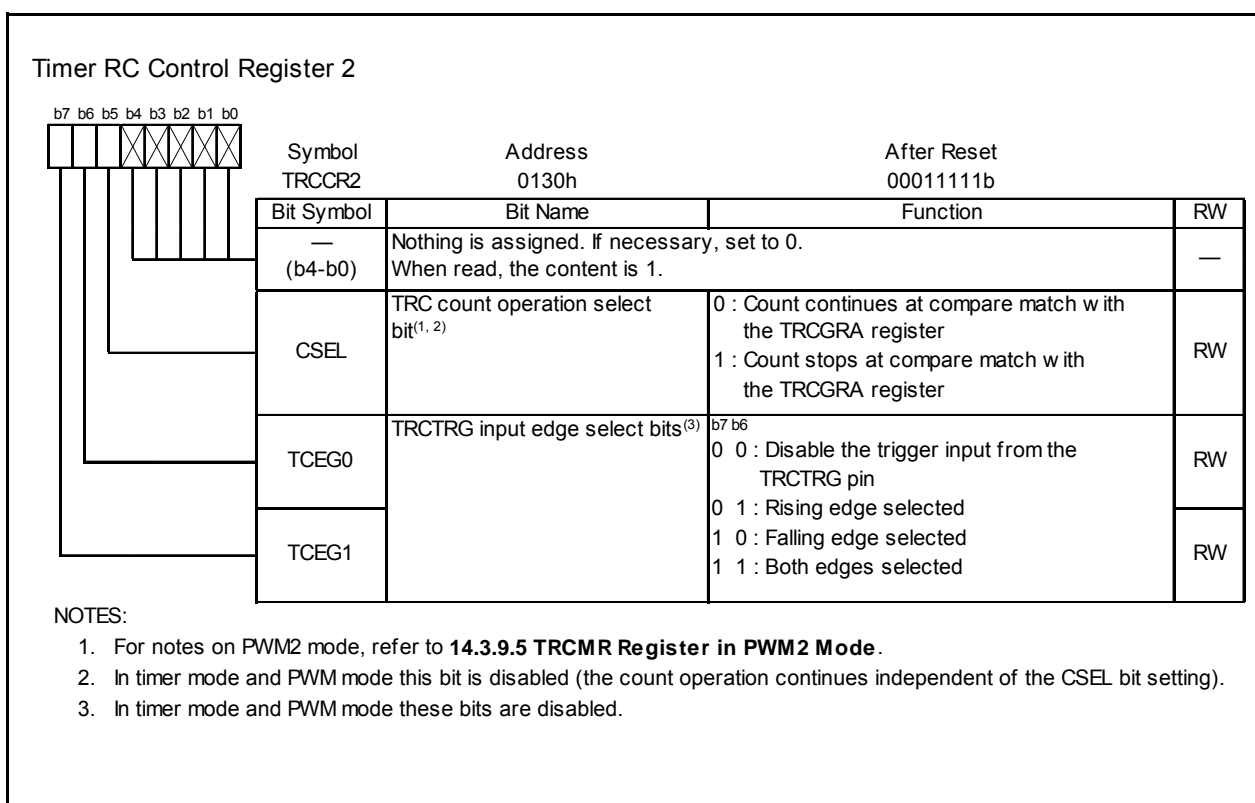 Timer RC Control Register 2
b7 b6 b5 b4 b3 b2 b1 b0
Symbol Address After Reset
TRCCR2 0130h 00011111b
Bit Symbol Bit Name Function RW
— (b4-b0) Nothing is assigned. If necessary, set to 0.
When read, the content is 1. —
CSEL TRC count operation select
bit(1, 2)
0 : Count continues at compare match with
the TRCGRA register
1 : Count stops at compare match with
the TRCGRA register
RW
TCEG0 TRCTRG input edge select bits(3)
b7 b6
0 0 : Disable the trigger input from the
TRCTRG pin
0 1 : Rising edge selected
RW
TCEG1
1 0 : Falling edge selected
1 1 : Both edges selected
RW
NOTES:
1. For notes on PWM2 mode, refer to 14.3.9.5 TRCMR Register in PWM2 Mode.
2. In timer mode and PWM mode this bit is disabled (the count operation continues independent of the CSEL bit setting).
3. In timer mode and PWM mode these bits are disabled.